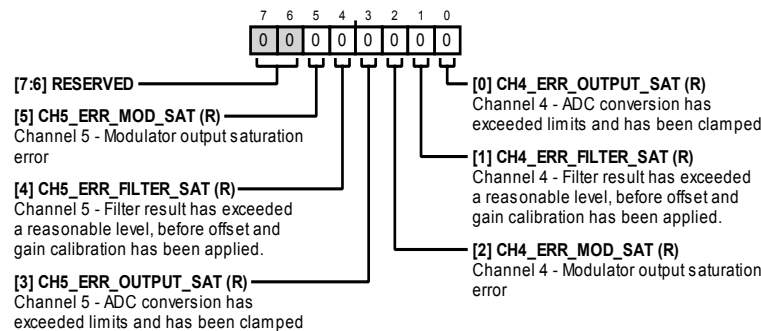 7 6 5 4 3 2 1 0
0 0 0 0 0 0 0 0
[7:6] RESERVED
[5] CH5_ERR_MOD_SAT (R)
Channel 5 - Modulator output saturation
error
[4] CH5_ERR_FILTER_SAT (R)
Channel 5 - Filter result has exceeded
a reasonable level, before offset and
gain calibration has been applied.
[3] CH5_ERR_OUTPUT_SAT (R)
Channel 5 - ADC conversion has
exceeded limits and has been clamped
[0] CH4_ERR_OUTPUT_SAT (R)
Channel 4 - ADC conversion has
exceeded limits and has been clamped
[1] CH4_ERR_FILTER_SAT (R)
Channel 4 - Filter result has exceeded
a reasonable level, before offset and
gain calibration has been applied.
[2] CH4_ERR_MOD_SAT (R)
Channel 4 - Modulator output saturation
error